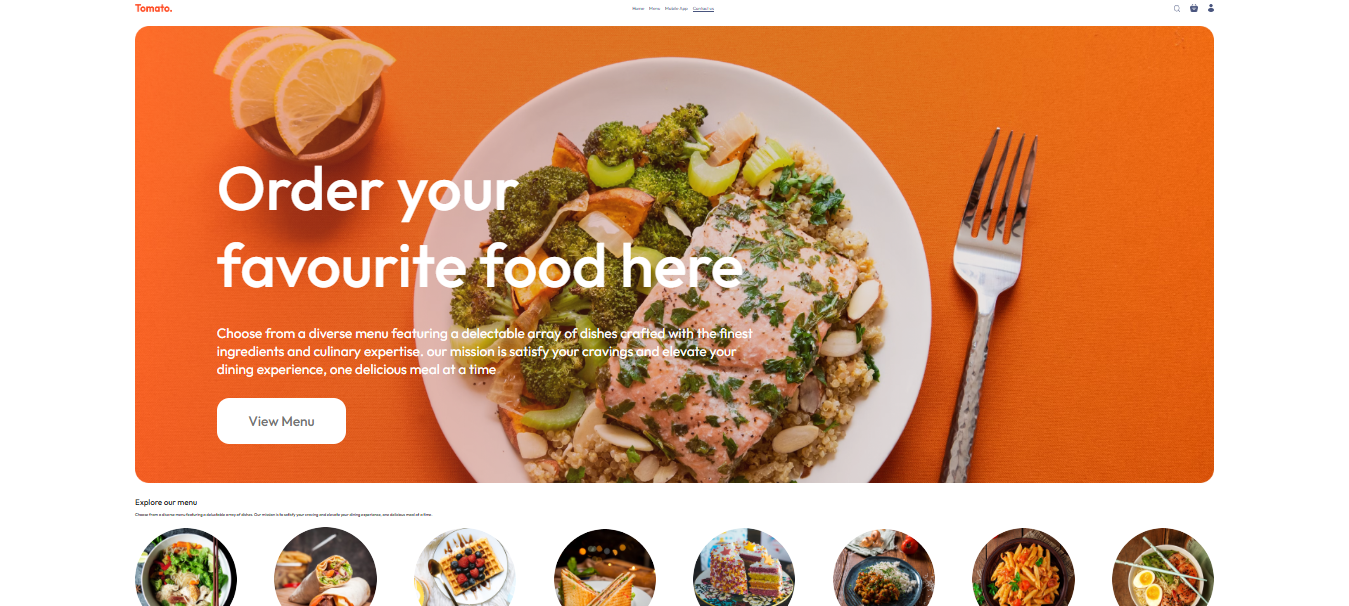 Tomato.
Home Menu Mobile App Contact us
Order your
favourite food here
Choose from a diverse menu featuring a delectable array of dishes crafted with the finest
ingredients and culinary expertise. our mission is satisfy your cravings and elevate your
dining experience, one delicious meal at a time
View Menu
Explore our menu
Choose from a diverse menu featuring a delectable array of dishes. Our mission is to satisfy your craving and elevate your dining experience, one delicious meal at a time.